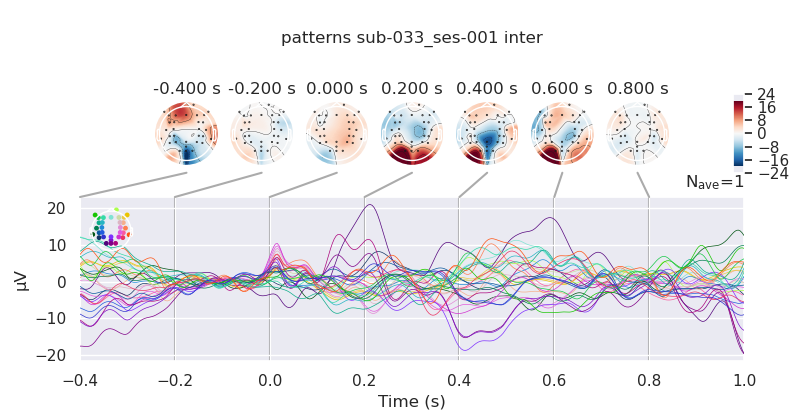 patterns sub-033_ses-001 inter
-0.400 s -0.200 s 0.000 s 0.200 s 0.400 s 0.600 s 0.800 s
24
16
8
0
−8
−16
−24
Nave=1
20
10
0
−10
−20
µV
−0.4 −0.2 0.0 0.2 0.4 0.6 0.8 1.0
Time (s)